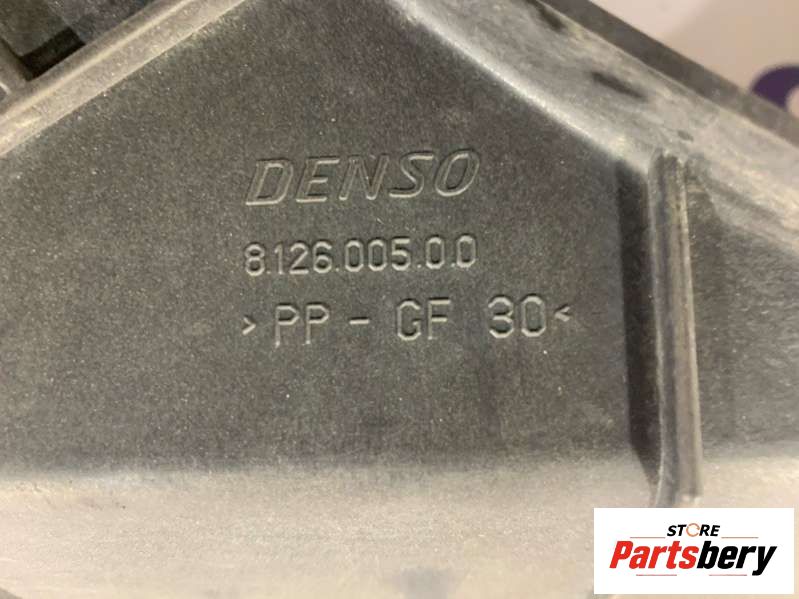 DENSO
8.126.005.0.0
>PP - GF 30<
STORE
Partsbery